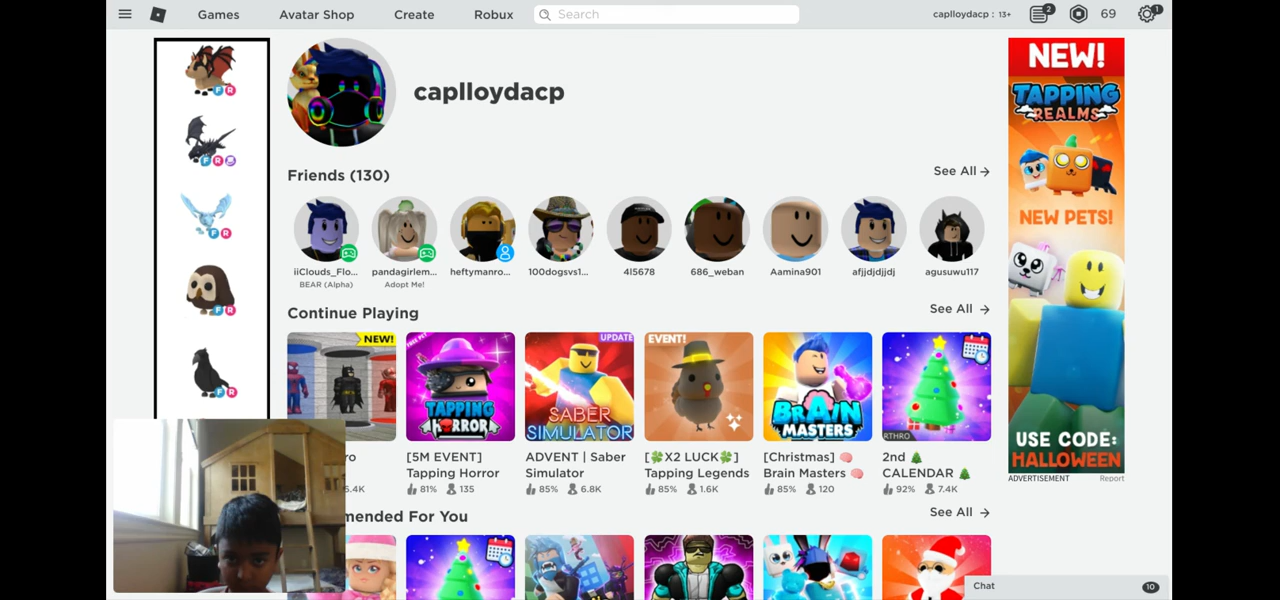 Games
Avatar Shop
Create
Robux
Search
caplloydacp : 13+
2
69
1
F R
F R
F R
F R
F R
caplloydacp
Friends (130)
See All
iiClouds_Flo...
pandagirlem...
heftymanro...
100dogsvs1...
4l5678
686_weban
Aamina901
afjjdjdjjdj
agusuwu117
BEAR (Alpha)
Adopt Me!
Continue Playing
See All
NEW!
TAPPING HORROR
UPDATE
SABER SIMULATOR
EVENT!
BRAIN MASTERS
RTHRO
ro
5.4K
[5M EVENT]
Tapping Horror
81% 135
ADVENT | Saber
Simulator
85% 6.8K
[🍀X2 LUCK🍀]
Tapping Legends
85% 1.6K
[Christmas] 🧠
Brain Masters 🧠
85% 120
2nd 🎄
CALENDAR 🎄
92% 7.4K
mended For You
See All
NEW!
TAPPING
REALMS
NEW PETS!
USE CODE:
HALLOWEEN
ADVERTISEMENT
Report
Chat
10